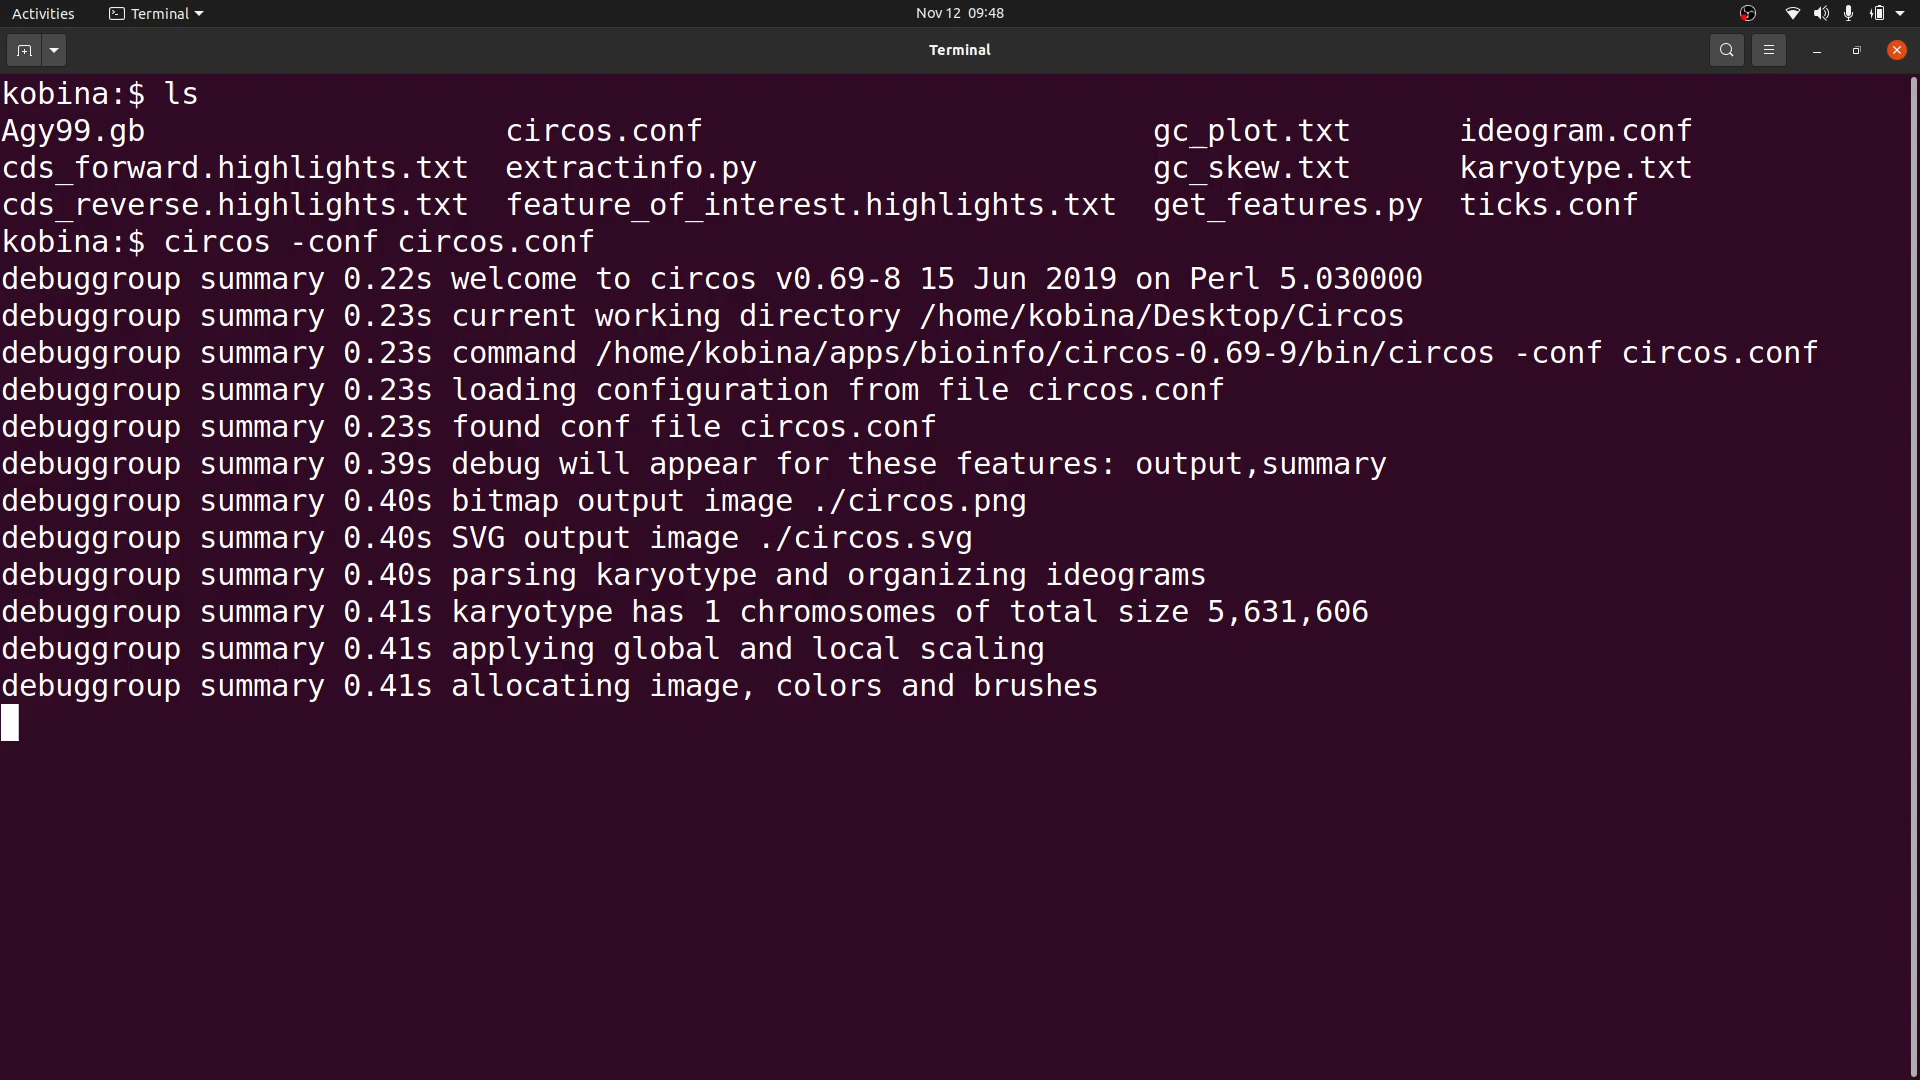 Activities Terminal Nov 12 09:48
Terminal
kobina:$ ls
Agy99.gb circos.conf gc_plot.txt ideogram.conf
cds_forward.highlights.txt extractinfo.py gc_skew.txt karyotype.txt
cds_reverse.highlights.txt feature_of_interest.highlights.txt get_features.py ticks.conf
kobina:$ circos -conf circos.conf
debuggroup summary 0.22s welcome to circos v0.69-8 15 Jun 2019 on Perl 5.030000
debuggroup summary 0.23s current working directory /home/kobina/Desktop/Circos
debuggroup summary 0.23s command /home/kobina/apps/bioinfo/circos-0.69-9/bin/circos -conf circos.conf
debuggroup summary 0.23s loading configuration from file circos.conf
debuggroup summary 0.23s found conf file circos.conf
debuggroup summary 0.39s debug will appear for these features: output,summary
debuggroup summary 0.40s bitmap output image ./circos.png
debuggroup summary 0.40s SVG output image ./circos.svg
debuggroup summary 0.40s parsing karyotype and organizing ideograms
debuggroup summary 0.41s karyotype has 1 chromosomes of total size 5,631,606
debuggroup summary 0.41s applying global and local scaling
debuggroup summary 0.41s allocating image, colors and brushes